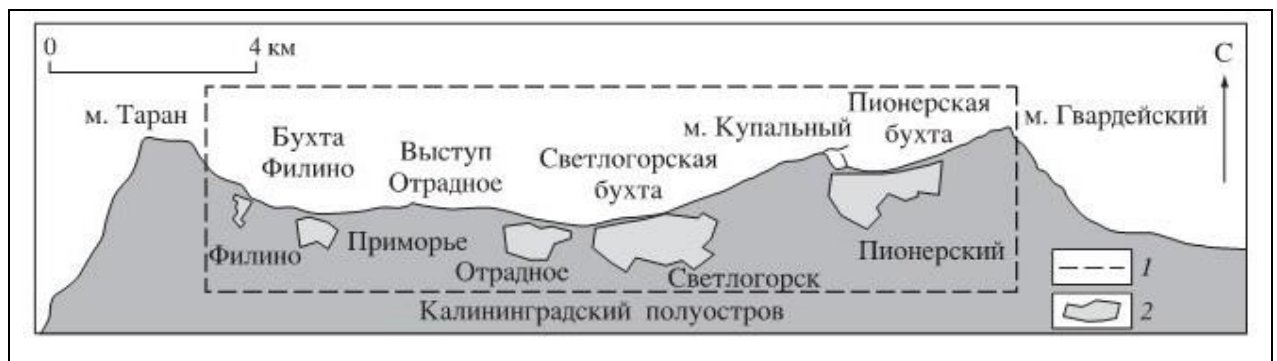 0
4 км
С
м. Таран
Бухта
Филино
Выступ
Отрадное
Светлогорская
бухта
м. Купальный
Пионерская
бухта
м. Гвардейский
Филино
Приморье
Отрадное
Светлогорск
Пионерский
Калининградский полуостров
1
2